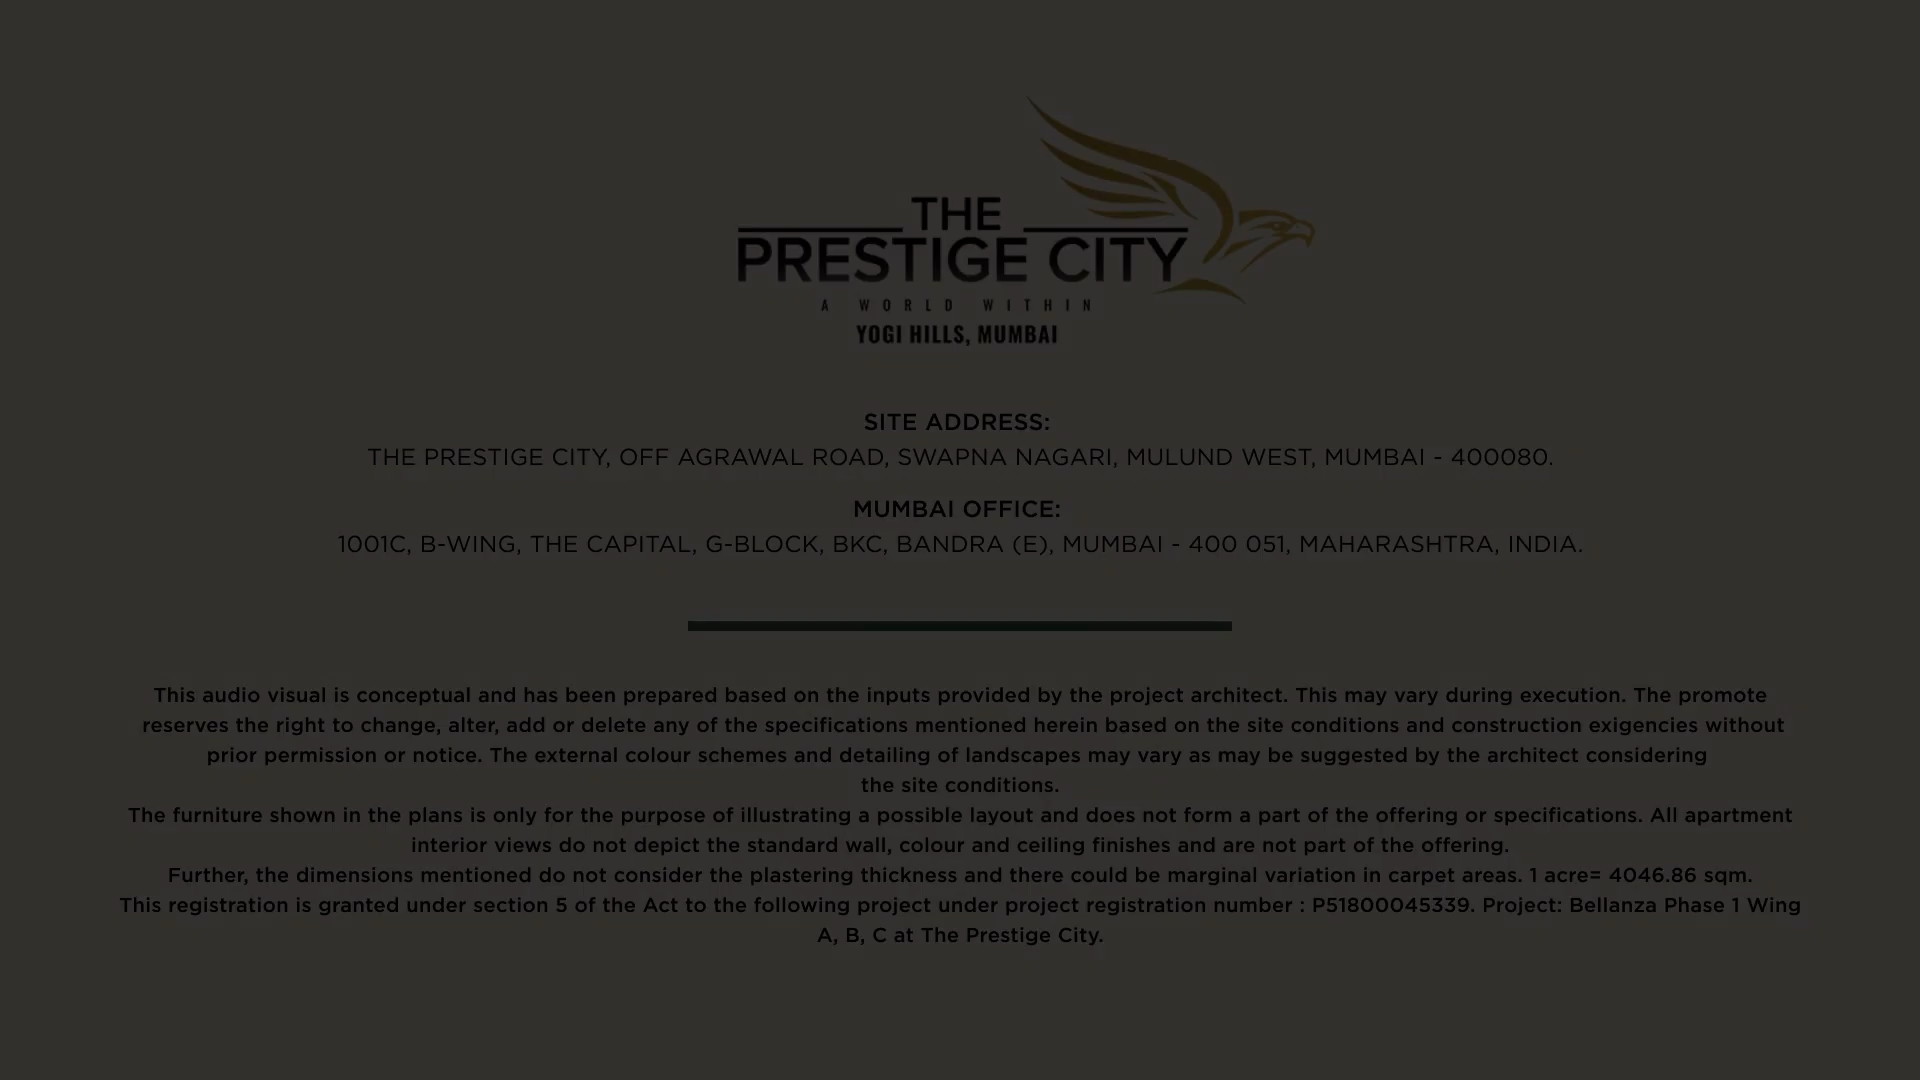 THE
PRESTIGE CITY
A WORLD WITHIN
YOGI HILLS, MUMBAI
SITE ADDRESS:
THE PRESTIGE CITY, OFF AGRAWAL ROAD, SWAPNA NAGARI, MULUND WEST, MUMBAI - 400080.
MUMBAI OFFICE:
1001C, B-WING, THE CAPITAL, G-BLOCK, BKC, BANDRA (E), MUMBAI - 400 051, MAHARASHTRA, INDIA.
This audio visual is conceptual and has been prepared based on the inputs provided by the project architect. This may vary during execution. The promote
reserves the right to change, alter, add or delete any of the specifications mentioned herein based on the site conditions and construction exigencies without
prior permission or notice. The external colour schemes and detailing of landscapes may vary as may be suggested by the architect considering
the site conditions.
The furniture shown in the plans is only for the purpose of illustrating a possible layout and does not form a part of the offering or specifications. All apartment
interior views do not depict the standard wall, colour and ceiling finishes and are not part of the offering.
Further, the dimensions mentioned do not consider the plastering thickness and there could be marginal variation in carpet areas. 1 acre= 4046.86 sqm.
This registration is granted under section 5 of the Act to the following project under project registration number : P51800045339. Project: Bellanza Phase 1 Wing
A, B, C at The Prestige City.